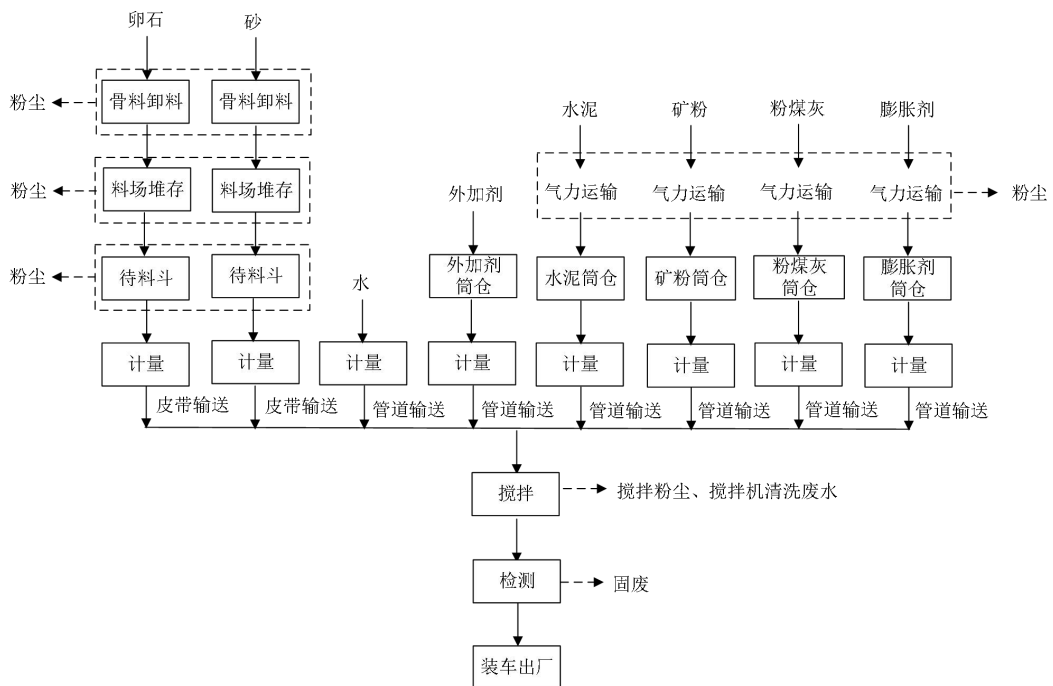 卵石
砂
粉尘
骨料卸料
骨料卸料
水泥
矿粉
粉煤灰
膨胀剂
粉尘
料场堆存
料场堆存
外加剂
气力运输
气力运输
气力运输
气力运输
粉尘
粉尘
待料斗
待料斗
水
外加剂
筒仓
水泥筒仓
矿粉筒仓
粉煤灰
筒仓
膨胀剂
筒仓
计量
计量
计量
计量
计量
计量
计量
计量
皮带输送
皮带输送
管道输送
管道输送
管道输送
管道输送
管道输送
管道输送
搅拌
搅拌粉尘、搅拌机清洗废水
检测
固废
装车出厂